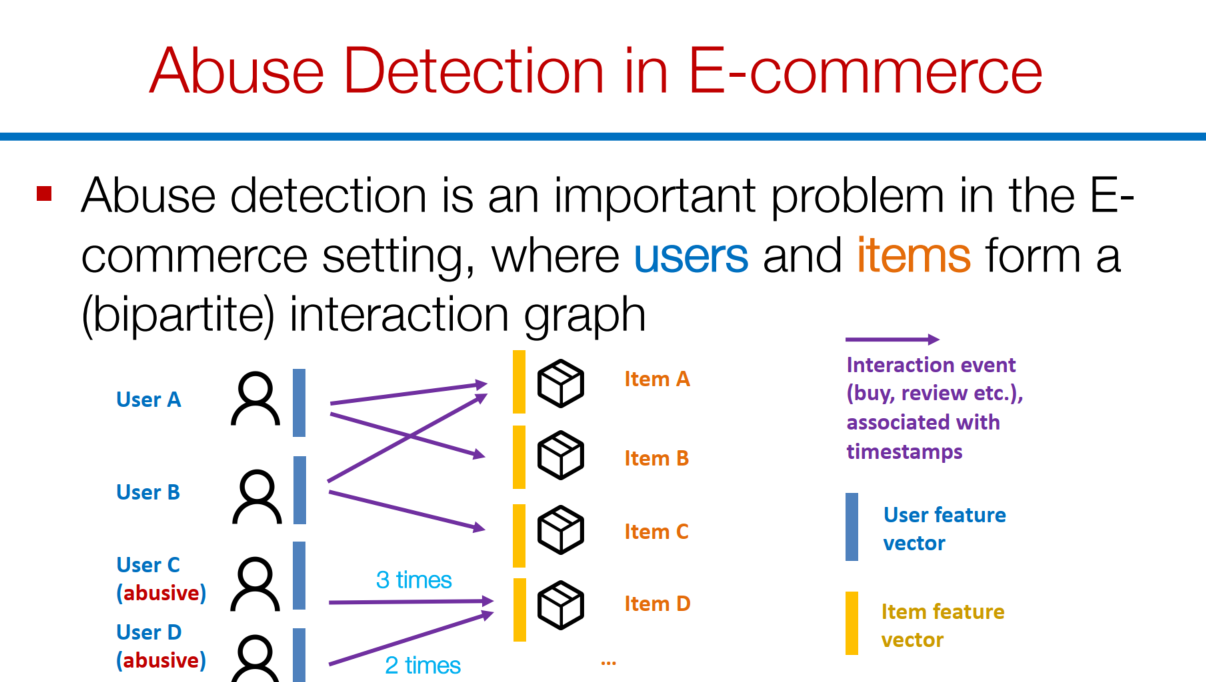 Abuse Detection in E-commerce
Abuse detection is an important problem in the E-
commerce setting, where users and items form a
(bipartite) interaction graph
User A
Item A
Interaction event
(buy, review etc.),
associated with
timestamps
User B
Item B
Item C
User feature
vector
User C
(abusive)
3 times
Item D
Item feature
vector
User D
(abusive)
2 times
...